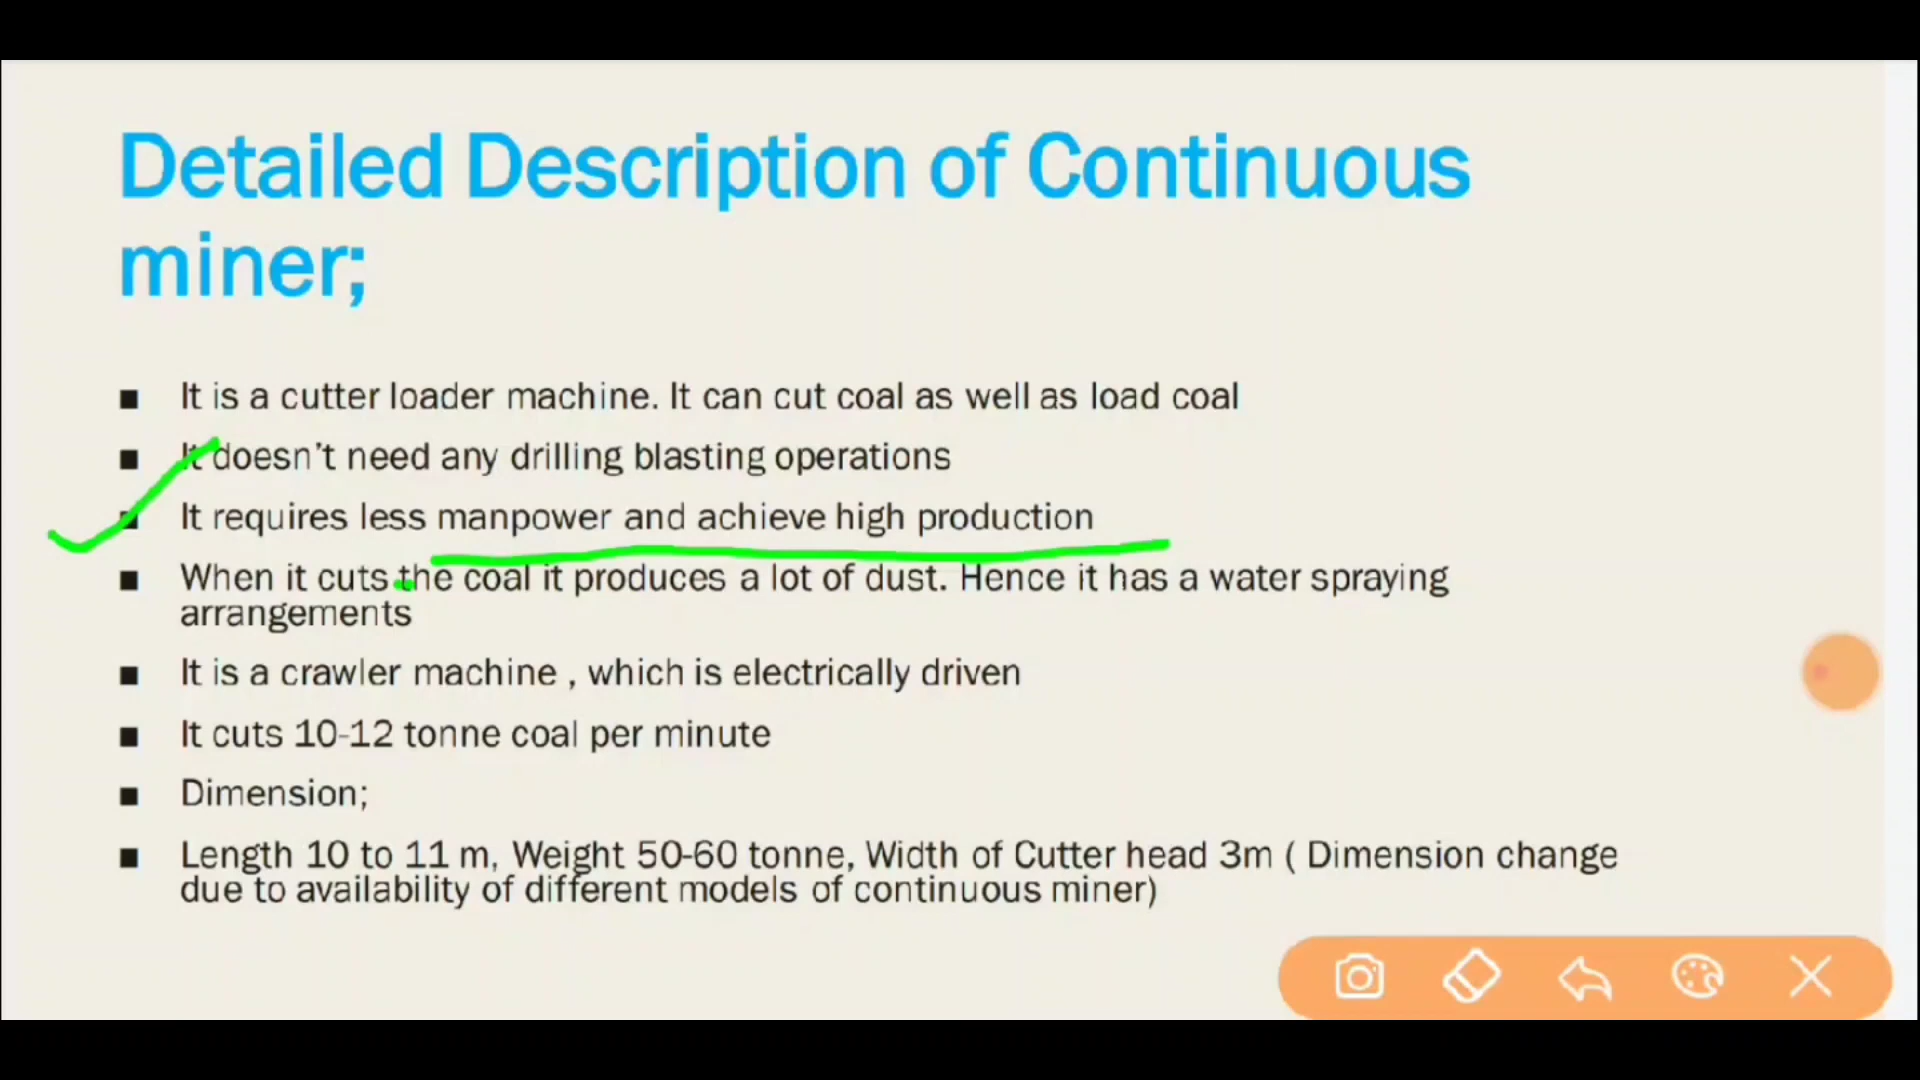 Detailed Description of Continuous
miner;
It is a cutter loader machine. It can cut coal as well as load coal
It doesn't need any drilling blasting operations
It requires less manpower and achieve high production
When it cuts the coal it produces a lot of dust. Hence it has a water spraying
arrangements
It is a crawler machine , which is electrically driven
It cuts 10-12 tonne coal per minute
Dimension;
Length 10 to 11 m, Weight 50-60 tonne, Width of Cutter head 3m ( Dimension change
due to availability of different models of continuous miner)